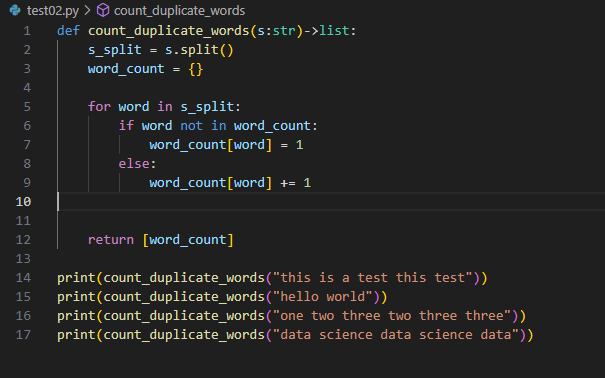 test02.py > count_duplicate_words
1 def count_duplicate_words(s:str)->list:
2     s_split = s.split()
3     word_count = {}
4
5     for word in s_split:
6         if word not in word_count:
7             word_count[word] = 1
8         else:
9             word_count[word] += 1
10
11
12     return [word_count]
13
14 print(count_duplicate_words("this is a test this test"))
15 print(count_duplicate_words("hello world"))
16 print(count_duplicate_words("one two three two three three"))
17 print(count_duplicate_words("data science data science data"))